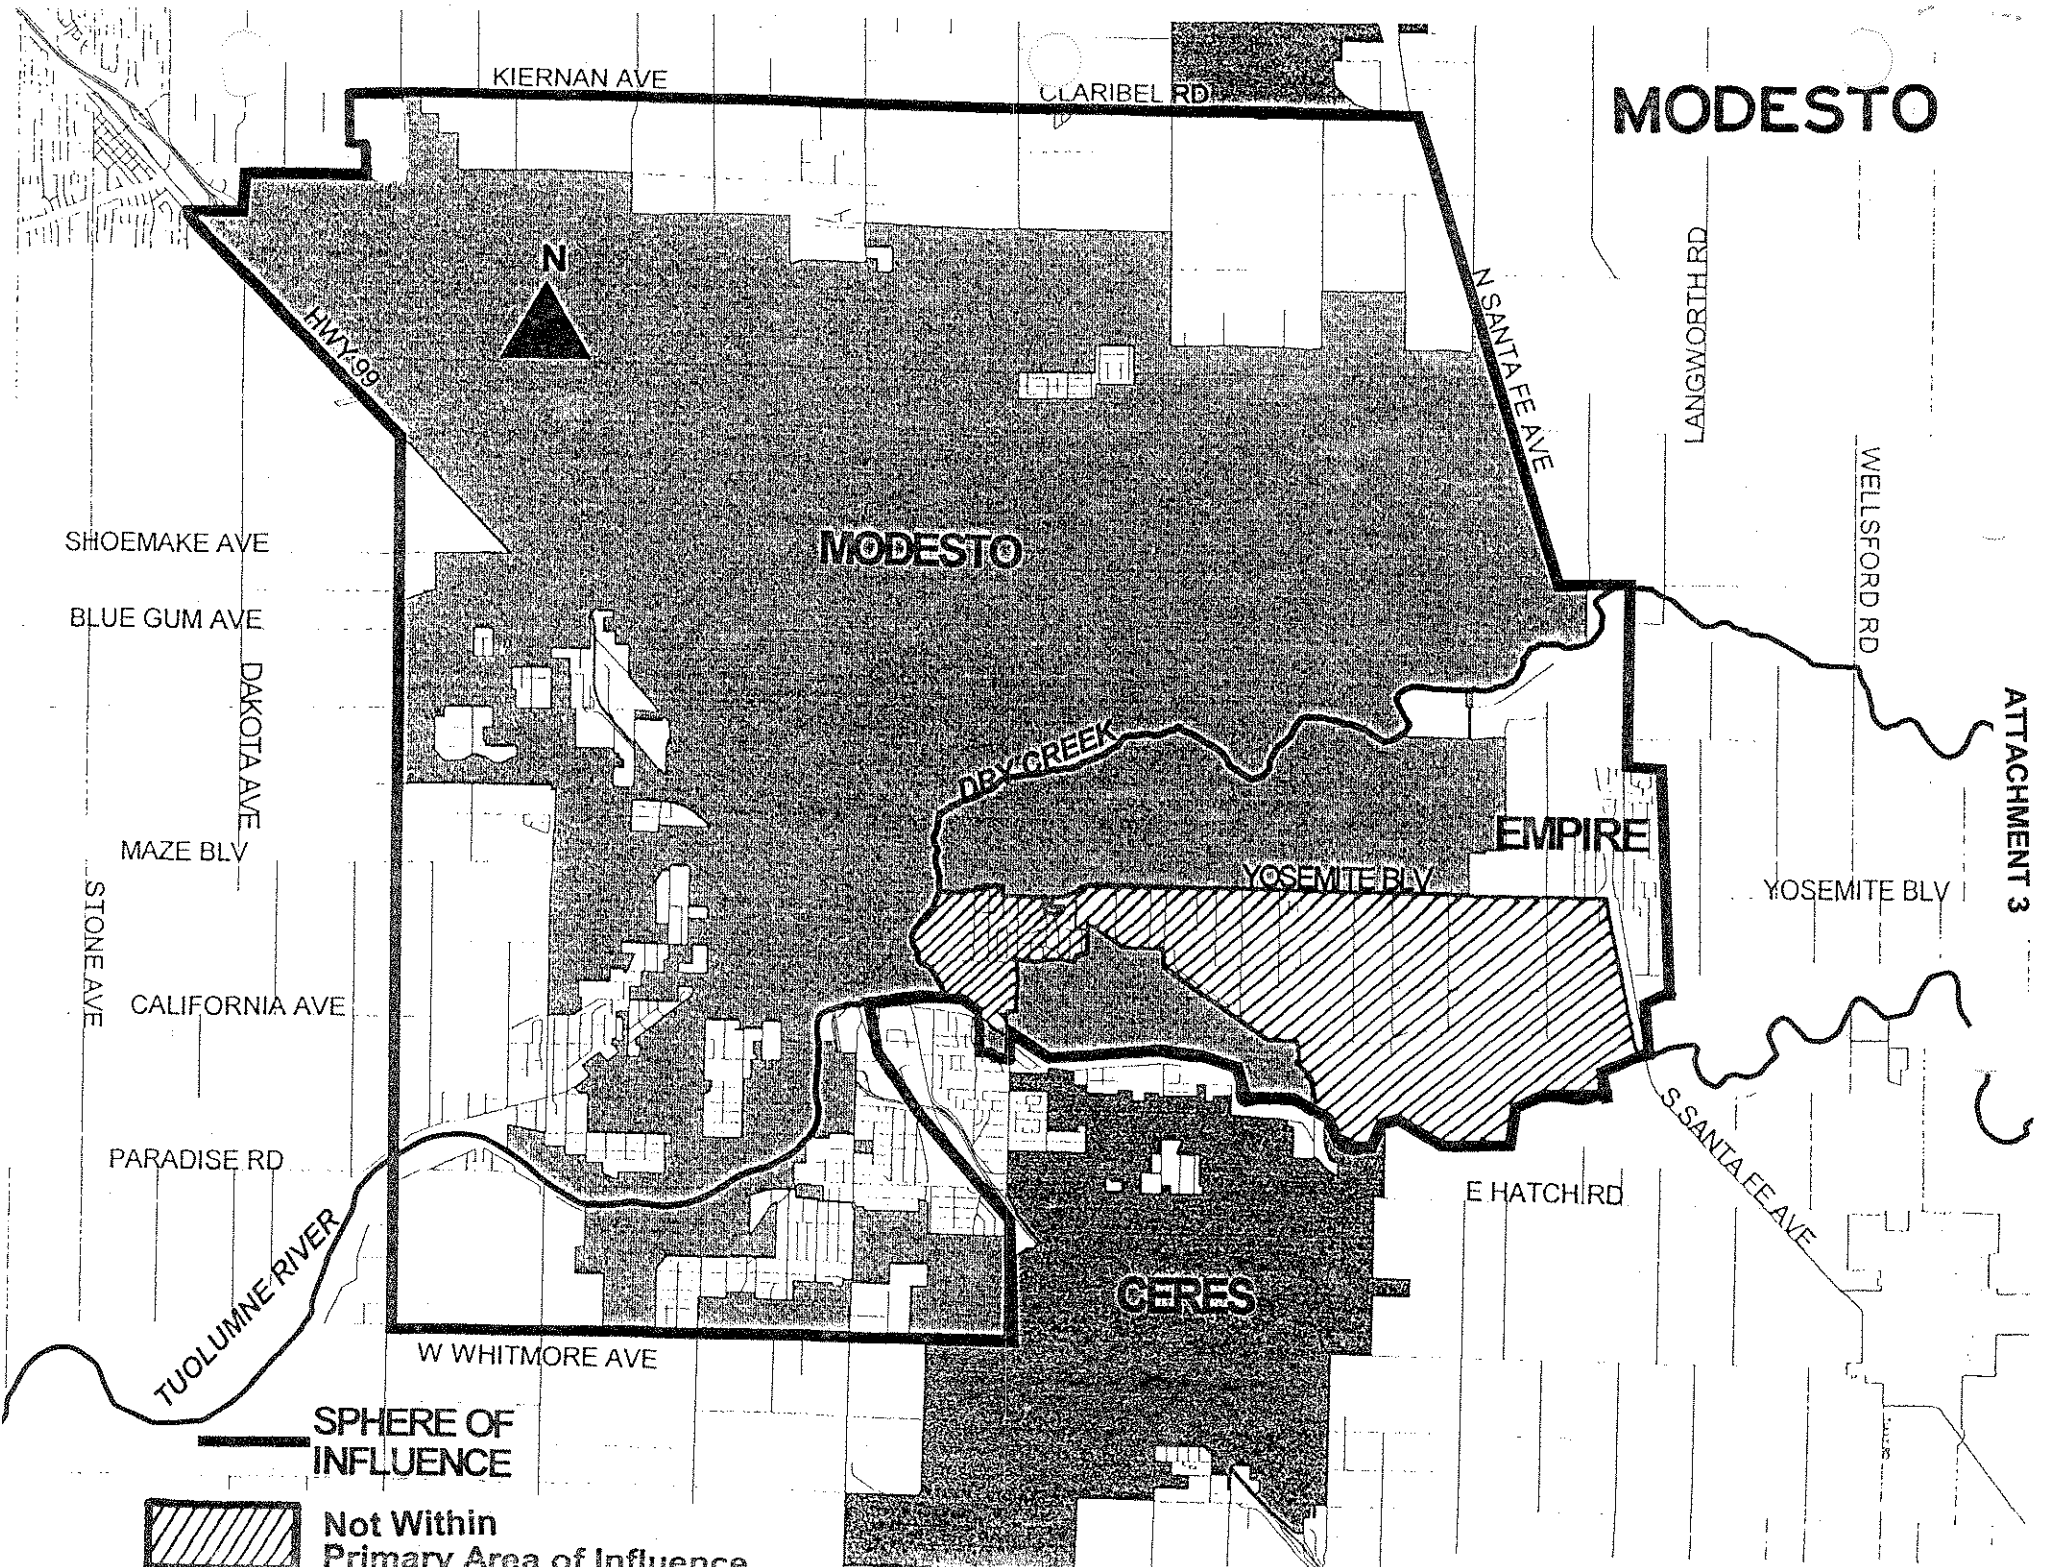 KIERNAN AVE
CLARIBEL RD
MODESTO
N
HWY 99
N SANTA FE AVE
LANGWORTH RD
WELLSFORD RD
SHOEMAKE AVE
MODESTO
BLUE GUM AVE
DAKOTA AVE
ATTACHMENT 3
DRY CREEK
EMPIRE
MAZE BLV
YOSEMITE BLV
YOSEMITE BLV
STONE AVE
CALIFORNIA AVE
PARADISE RD
S SANTA FE AVE
E HATCH RD
TUOLUMNE RIVER
CERES
W WHITMORE AVE
SPHERE OF
INFLUENCE
Not Within
Primary Area of Influence